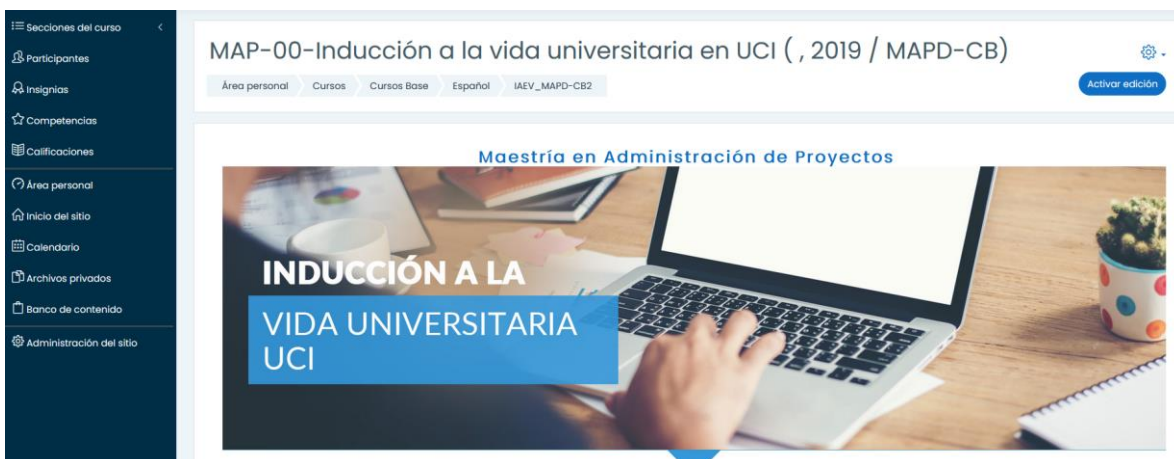 Secciones del curso
Participantes
Insignias
Competencias
Calificaciones
Área personal
Inicio del sitio
Calendario
Archivos privados
Banco de contenido
Administración del sitio
MAP-00-Inducción a la vida universitaria en UCI ( , 2019 / MAPD-CB)
Área personal Cursos Cursos Base Español IAEV_MAPD-CB2
Activar edición
Maestría en Administración de Proyectos
INDUCCIÓN A LA
VIDA UNIVERSITARIA
UCI